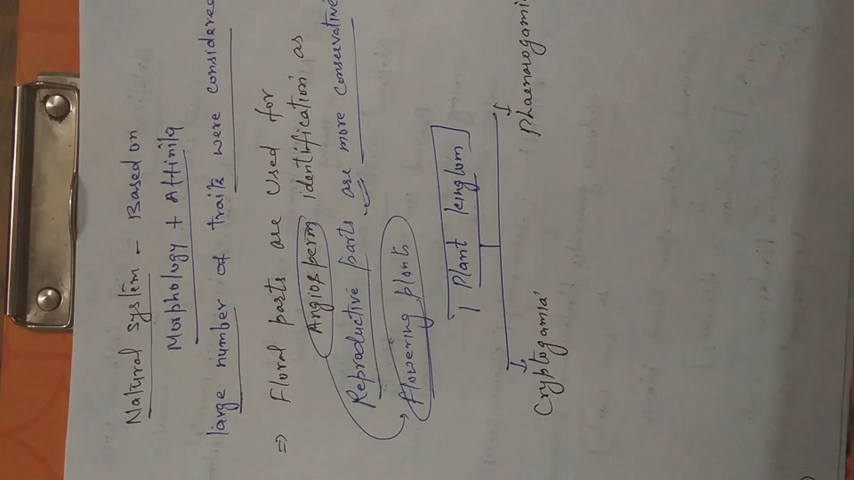 Natural System - Based on
Morphology + Affinity
large number of traits were considered
⇒ Floral parts are Used for
Angiosperm identification as
Reproductive parts are more conservative
flowering plants
Plant kingdom
Cryptogamia Phaenorogami